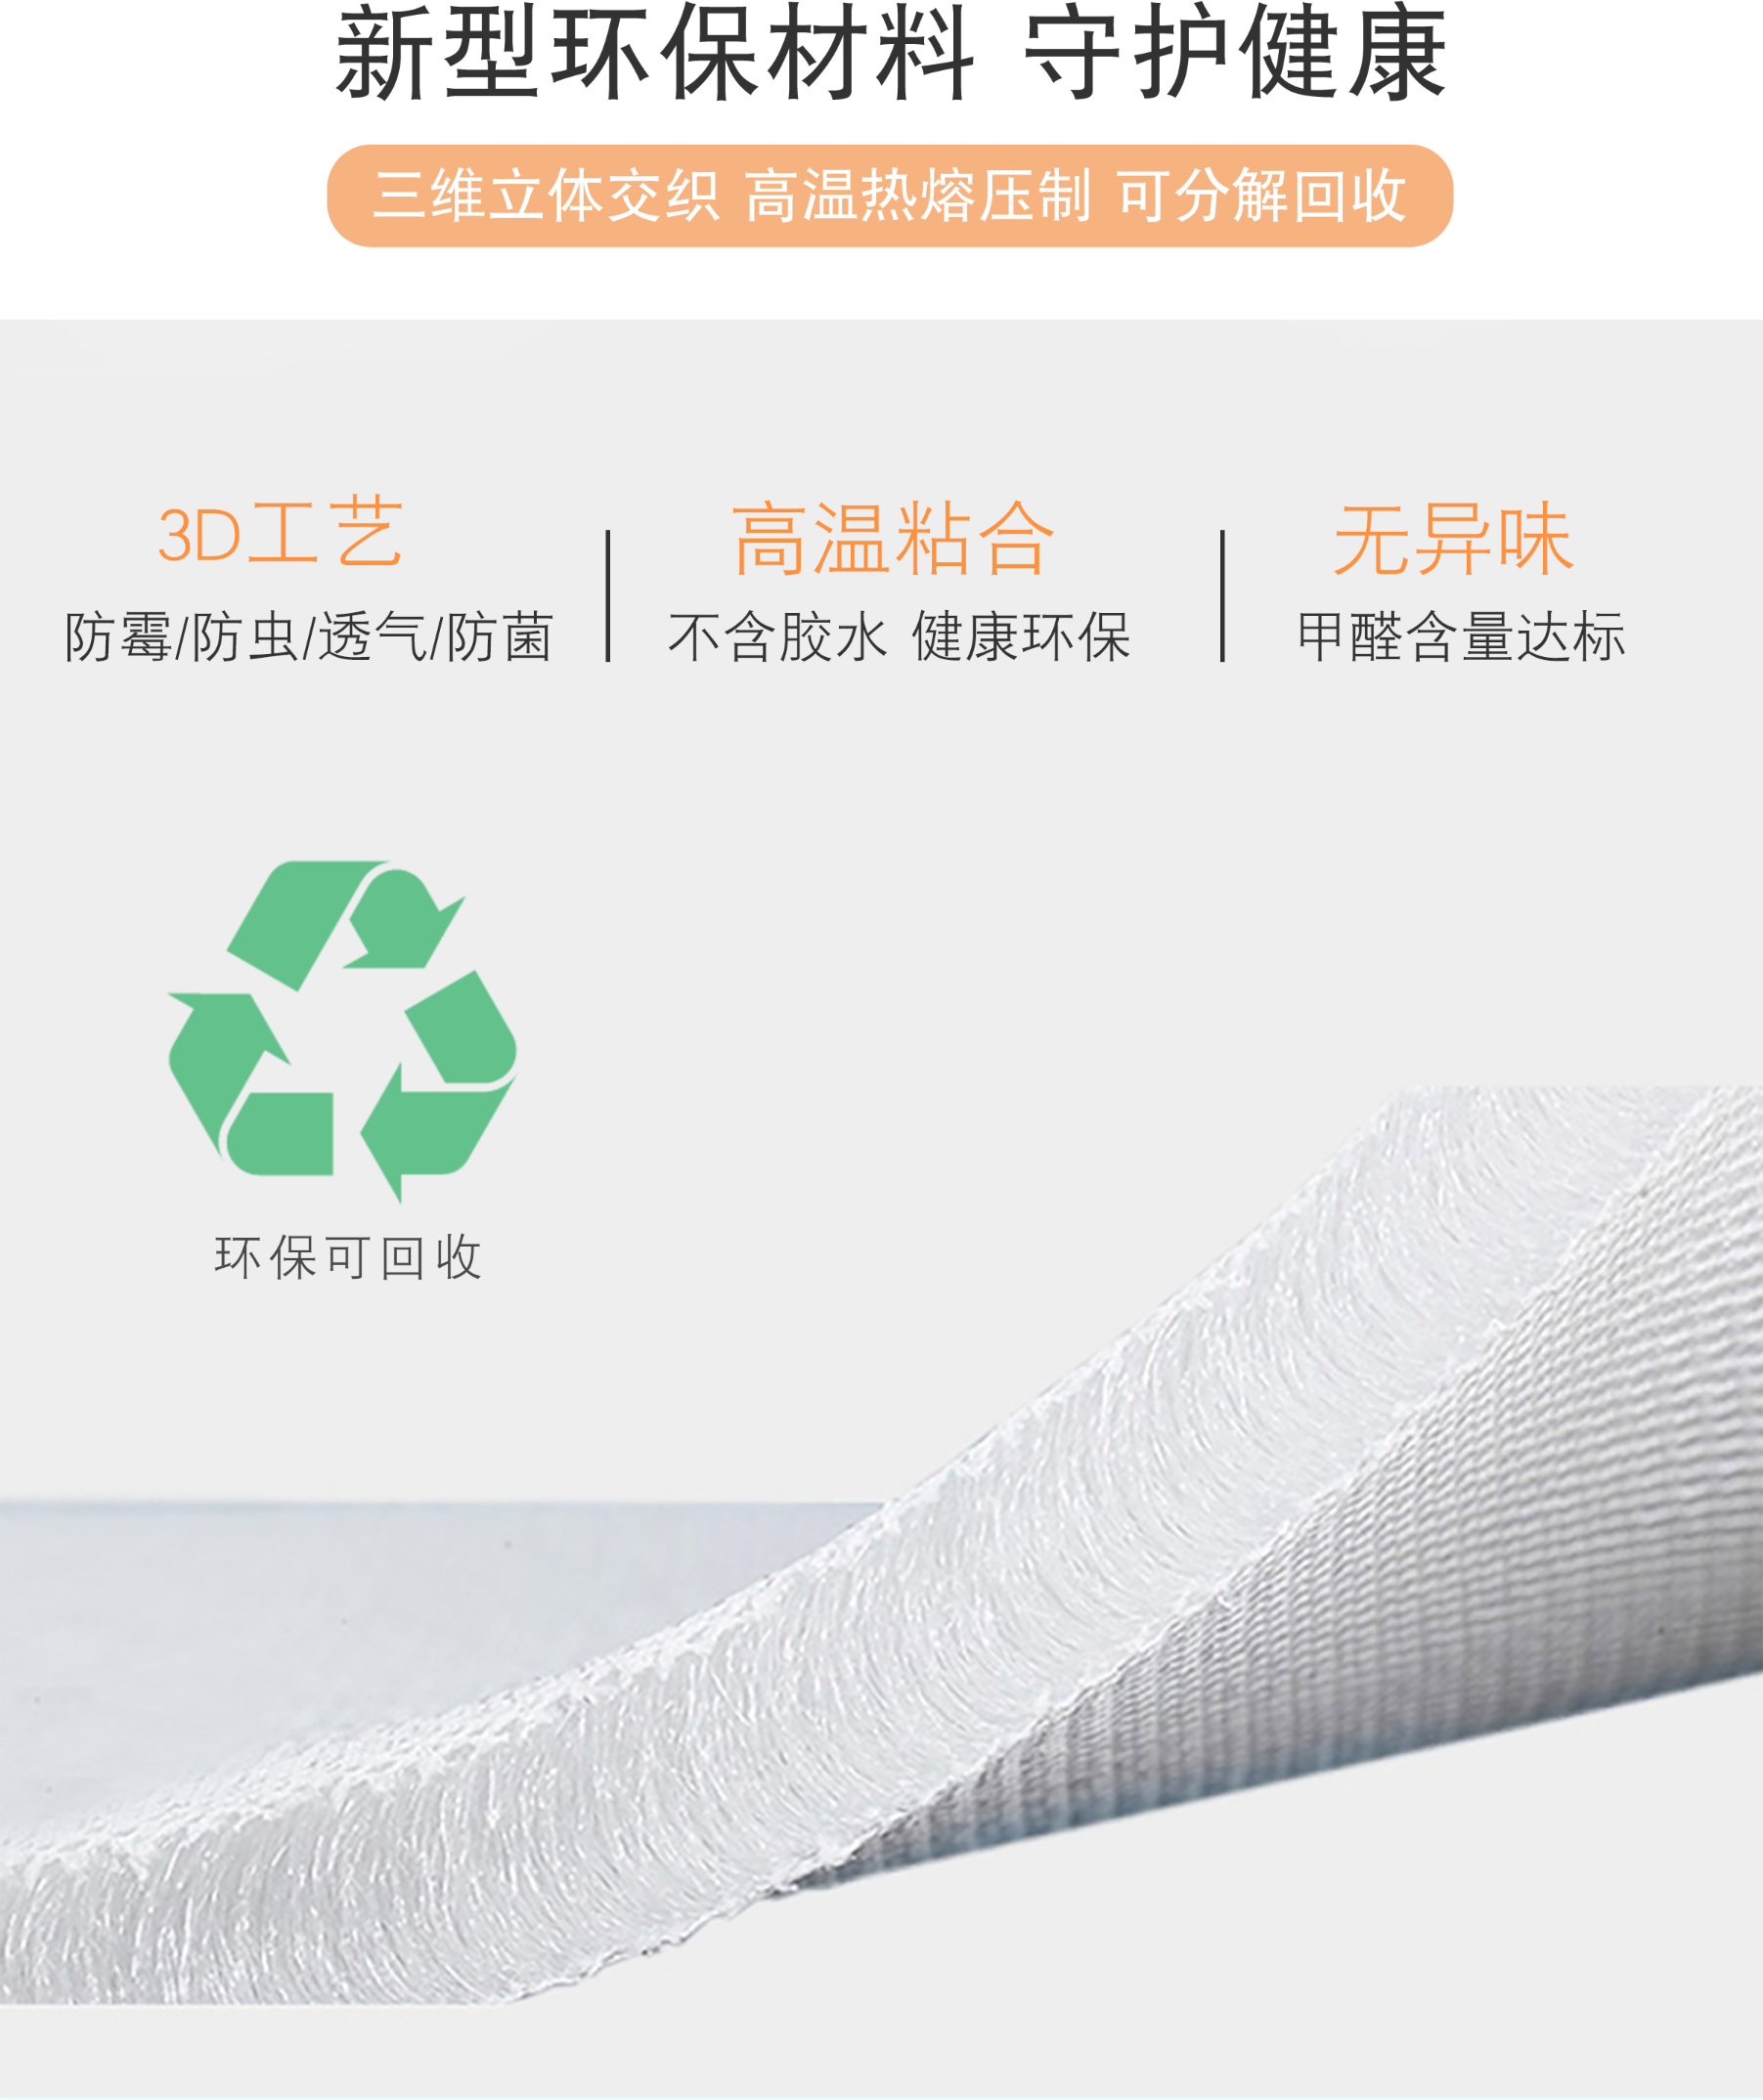 新型环保材料 守护健康
三维立体交织 高温热熔压制 可分解回收
3D工艺
防霉/防虫/透气/防菌
高温粘合
不含胶水 健康环保
无异味
甲醛含量达标
环保可回收